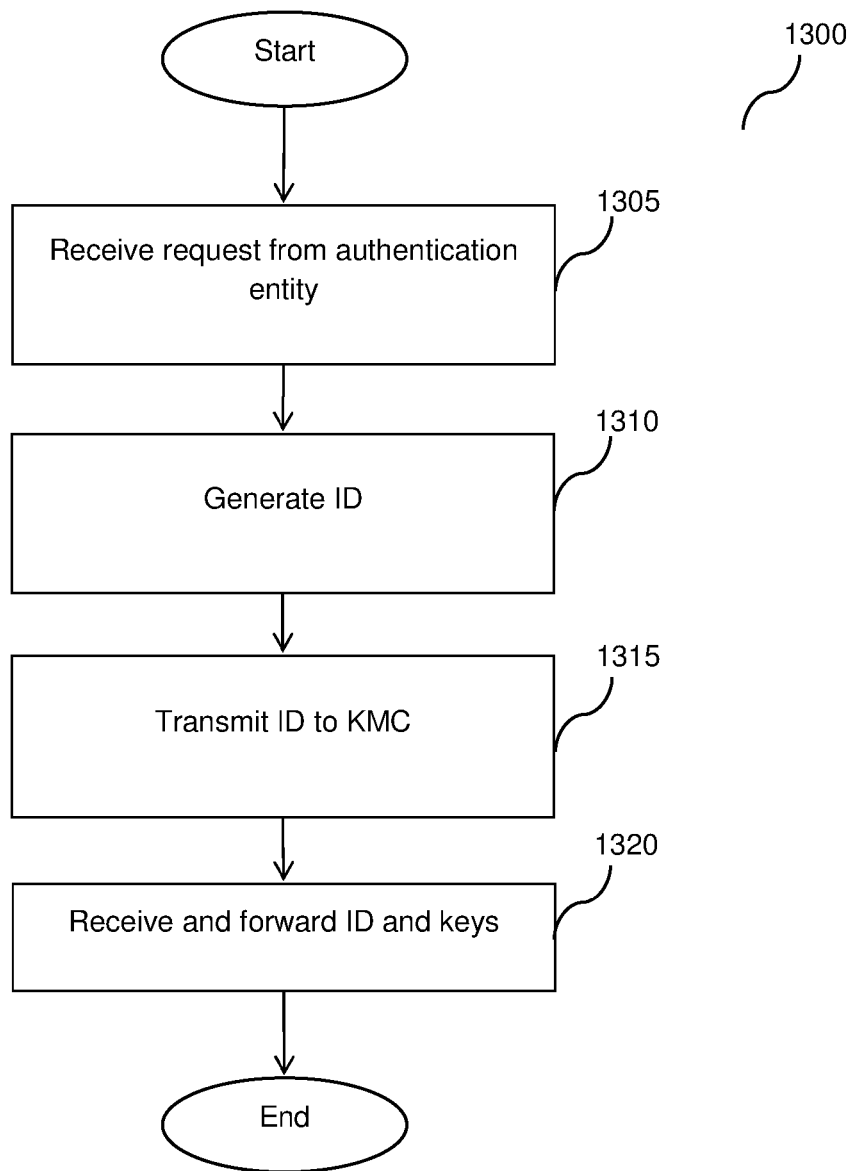 Start
1300
1305
Receive request from authentication
entity
1310
Generate ID
1315
Transmit ID to KMC
1320
Receive and forward ID and keys
End